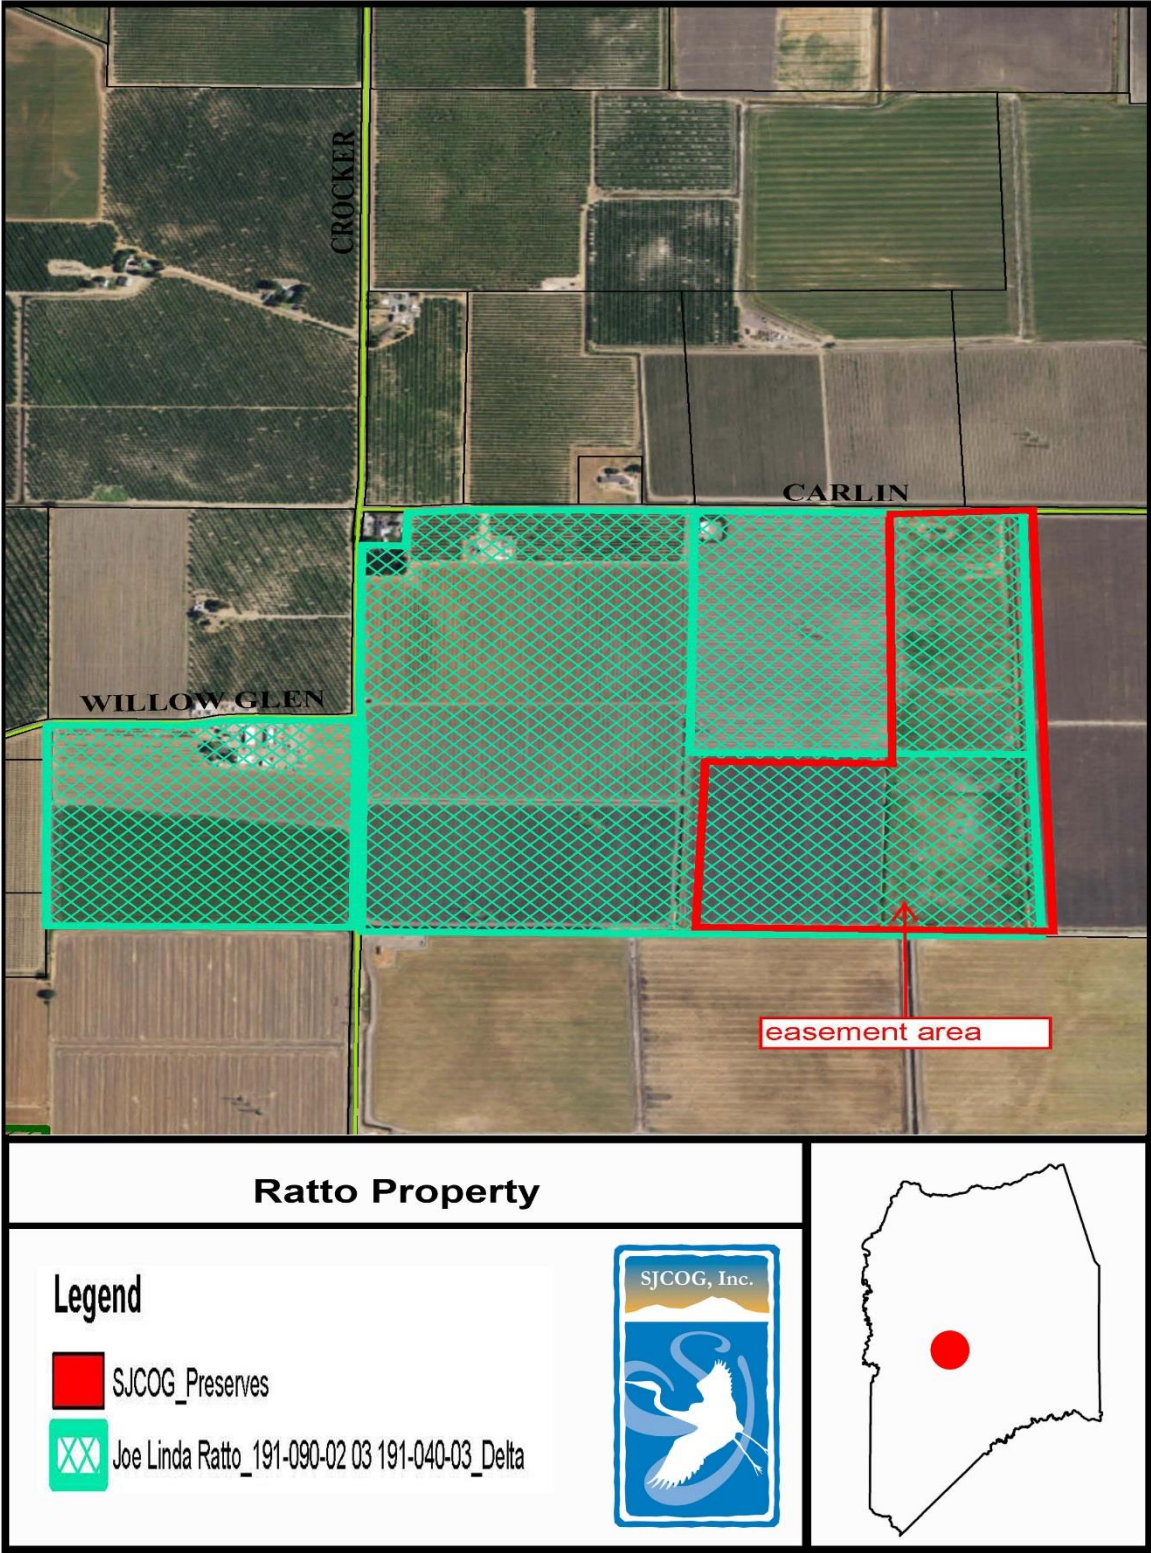 CROCKER
CARLIN
WILLOW GLEN
easement area
Ratto Property
Legend
SJCOG_Preserves
Joe Linda Ratto_191-090-02 03 191-040-03_Delta
SJCOG, Inc.